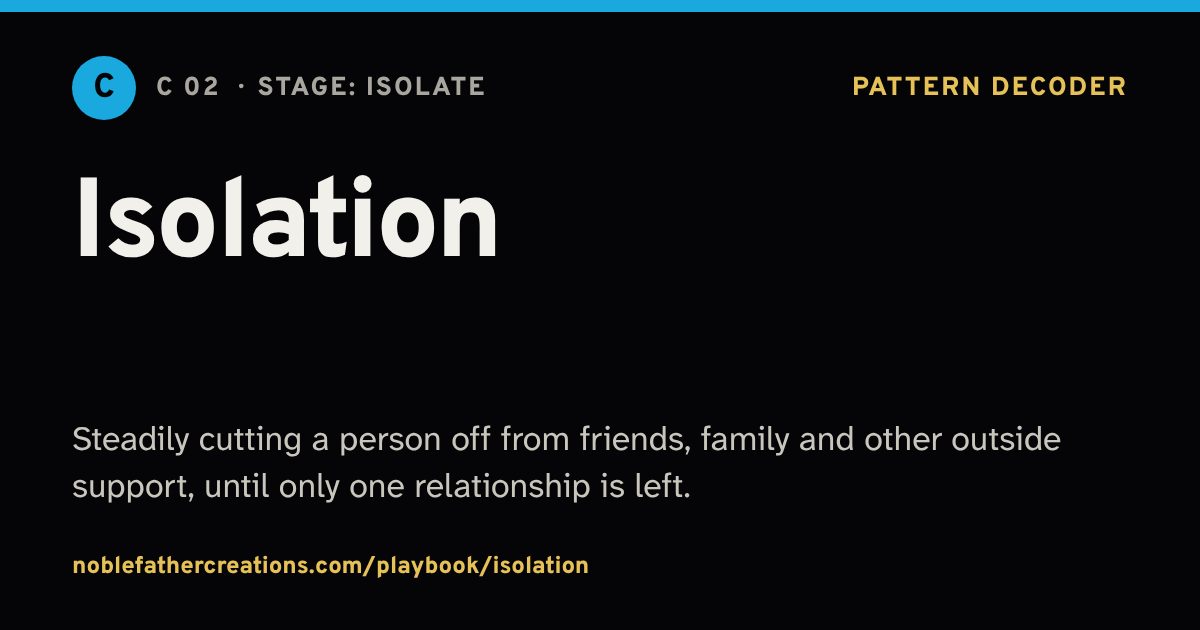 C
C 02 · STAGE: ISOLATE
PATTERN DECODER
Isolation
Steadily cutting a person off from friends, family and other outside
support, until only one relationship is left.
noblefathercreations.com/playbook/isolation